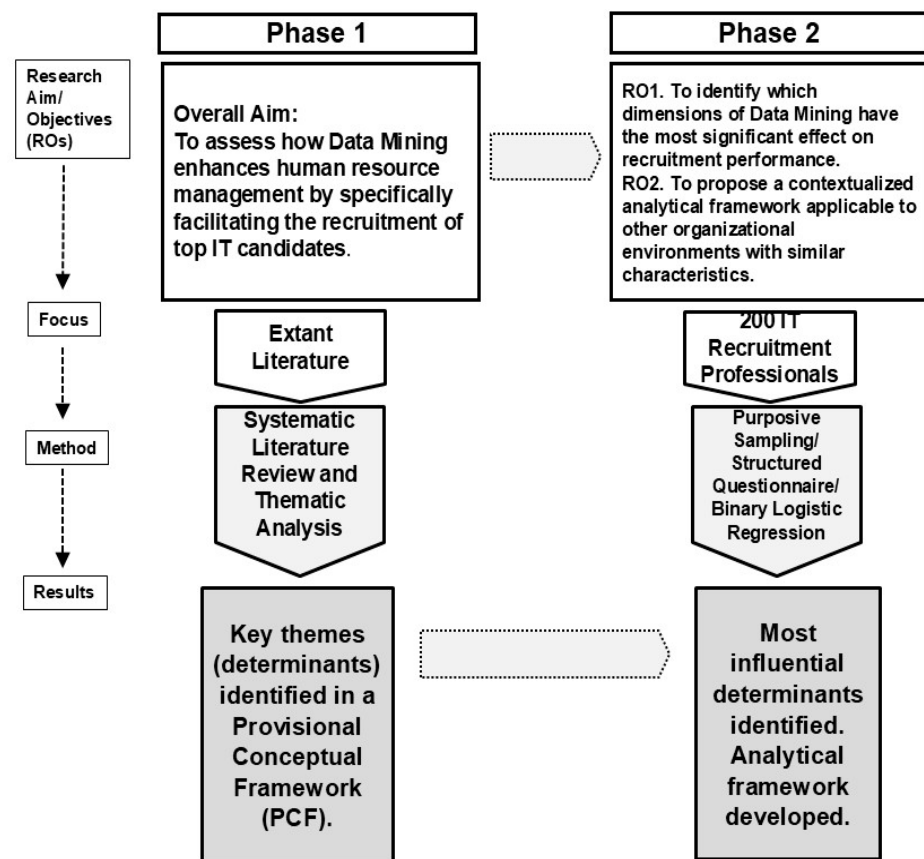 Phase 1
Phase 2
Research
Aim/
Objectives
(ROs)
Overall Aim:
To assess how Data Mining
enhances human resource
management by specifically
facilitating the recruitment of
top IT candidates.
RO1. To identify which
dimensions of Data Mining have
the most significant effect on
recruitment performance.
RO2. To propose a contextualized
analytical framework applicable to
other organizational
environments with similar
characteristics.
Focus
Extant
Literature
200 IT
Recruitment
Professionals
Method
Systematic
Literature
Review and
Thematic
Analysis
Purposive
Sampling/
Structured
Questionnaire/
Binary Logistic
Regression
Results
Key themes
(determinants)
identified in a
Provisional
Conceptual
Framework
(PCF).
Most
influential
determinants
identified.
Analytical
framework
developed.